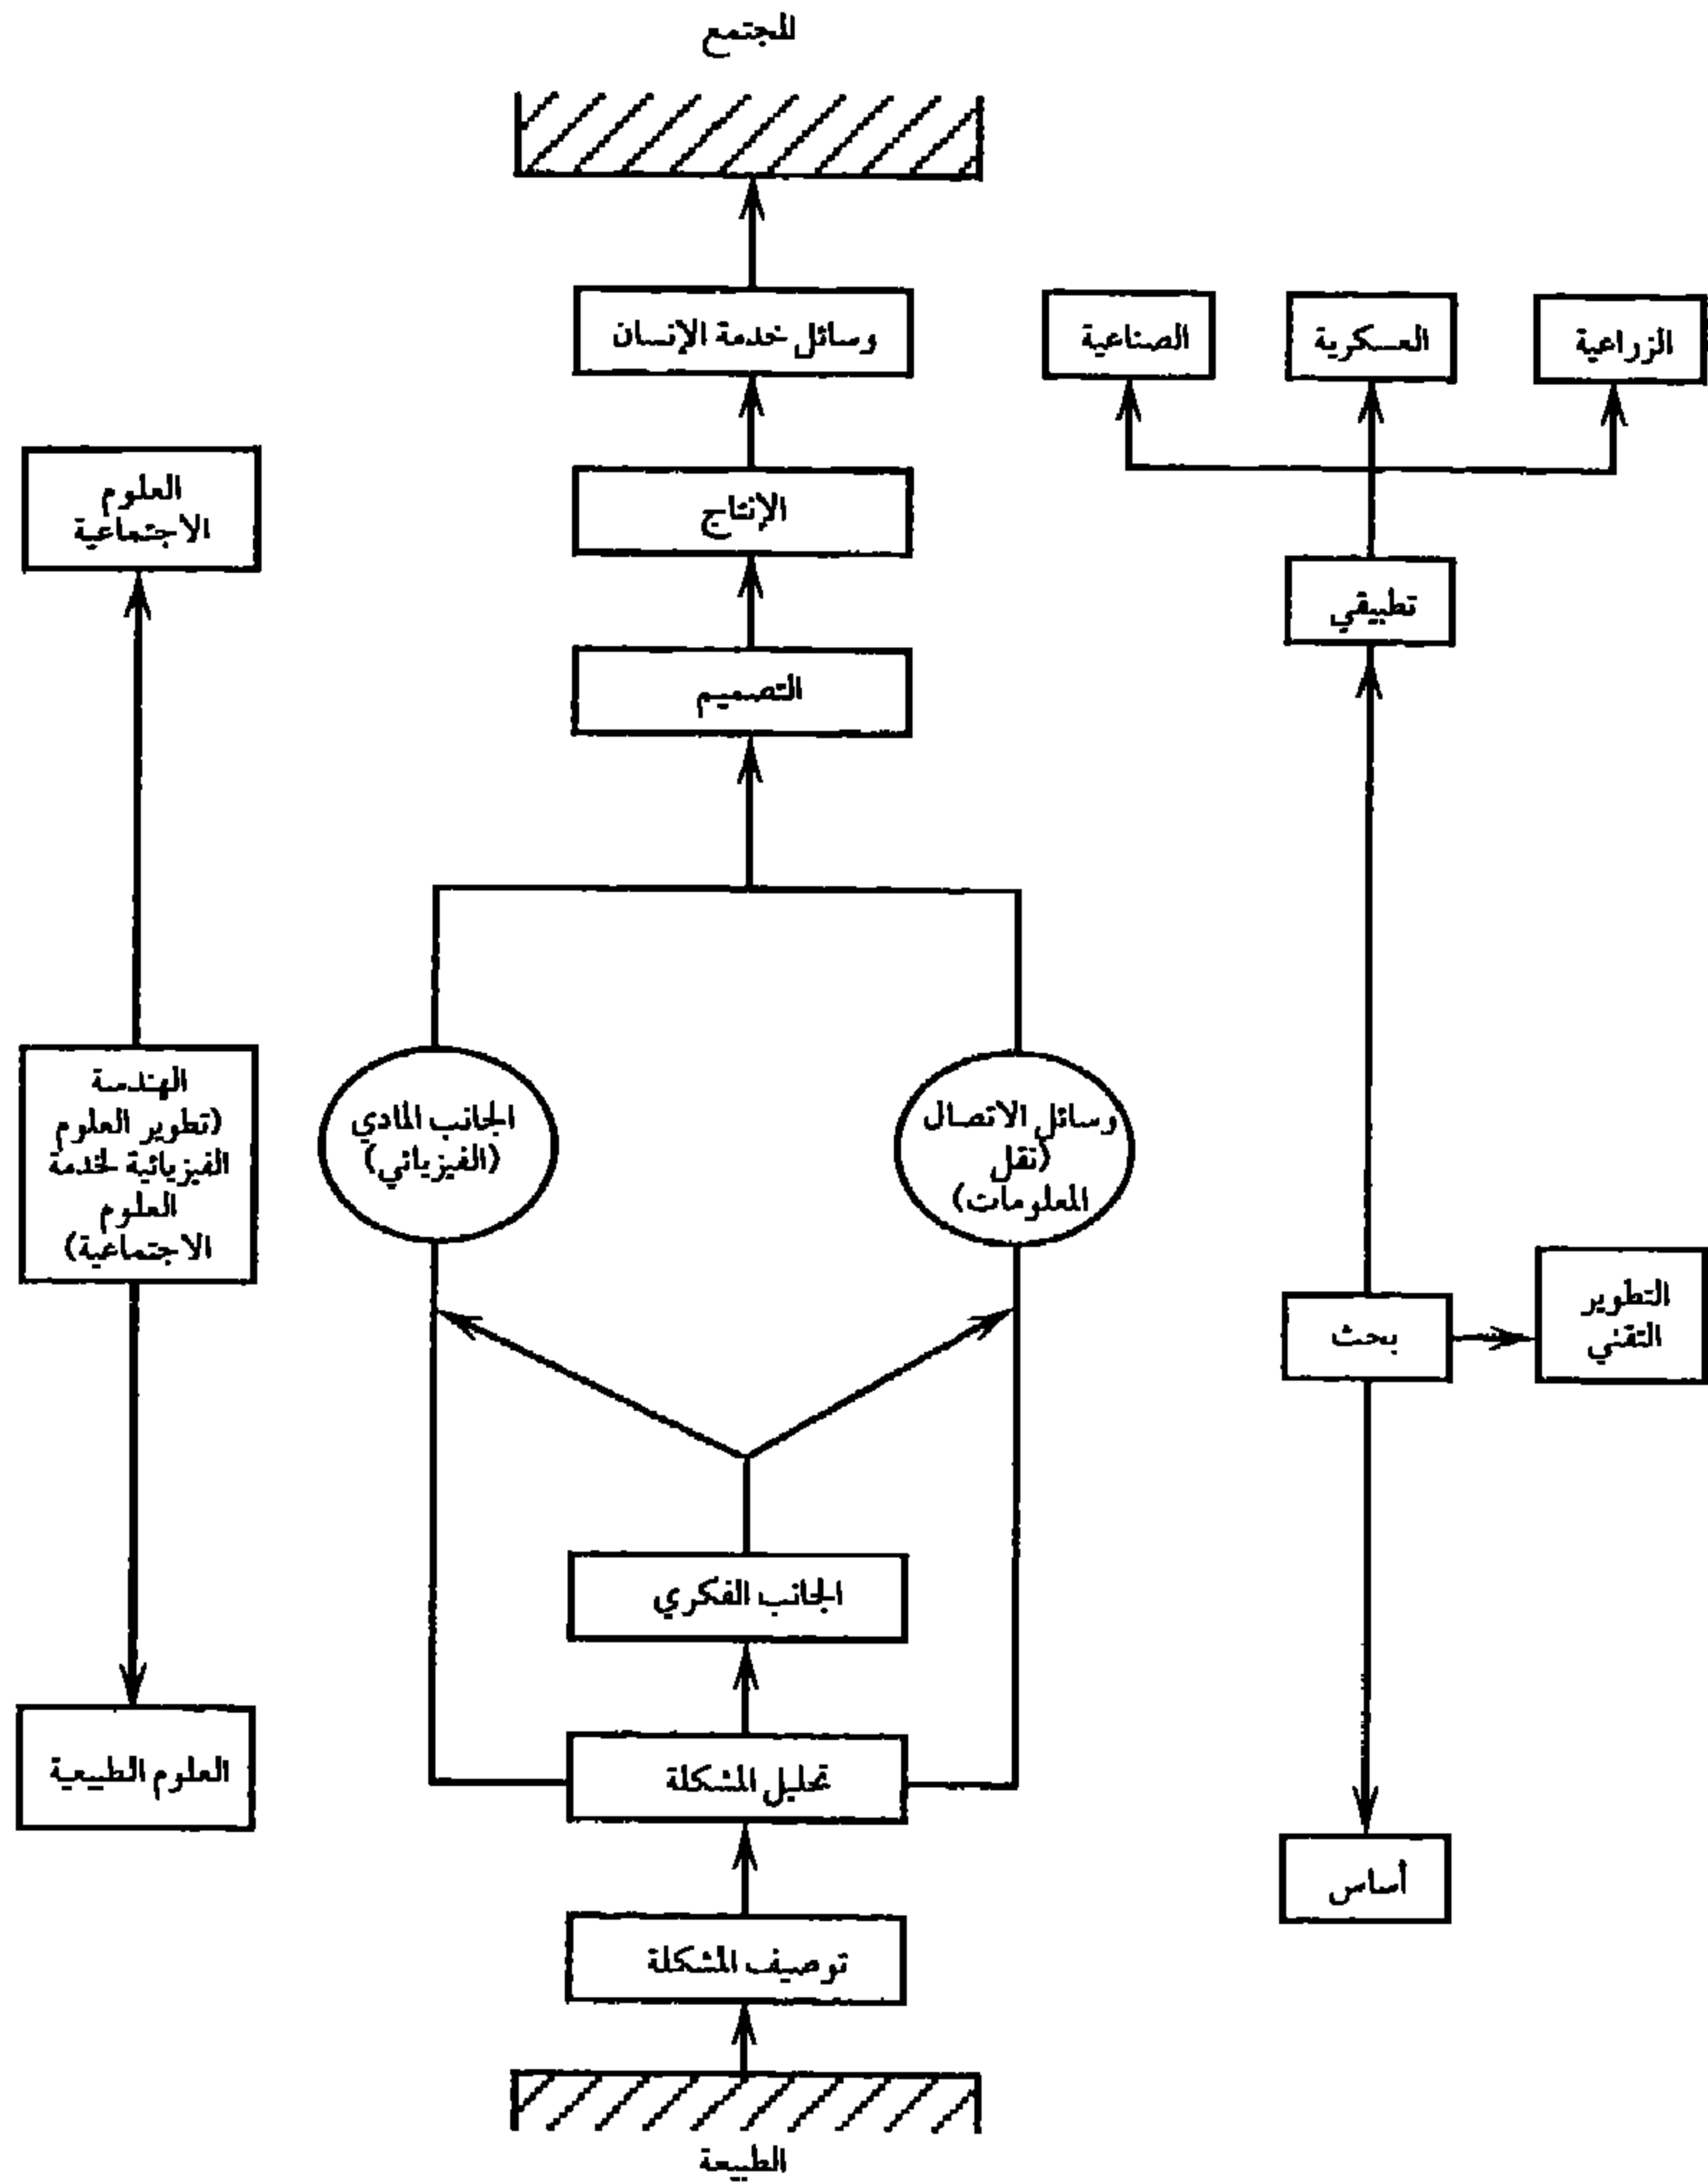 المجتمع
وسائل خدمة الإنسان
الصناعية
العسكرية
الزراعية
الإنتاج
العلوم
الاجتماعية
تطبيقي
التصميم
الهندسة
(تطوير العلوم
الفيزيائية لخدمة
العلوم
الاجتماعية)
الجانب المادي
(الفيزيائي)
وسائل الاتصال
(نقل
المعلومات)
بحث
التطوير
التقني
الجانب الفكري
العلوم الطبيعية
تحليل المشكلة
أساس
توصيف المشكلة
الطبيعة